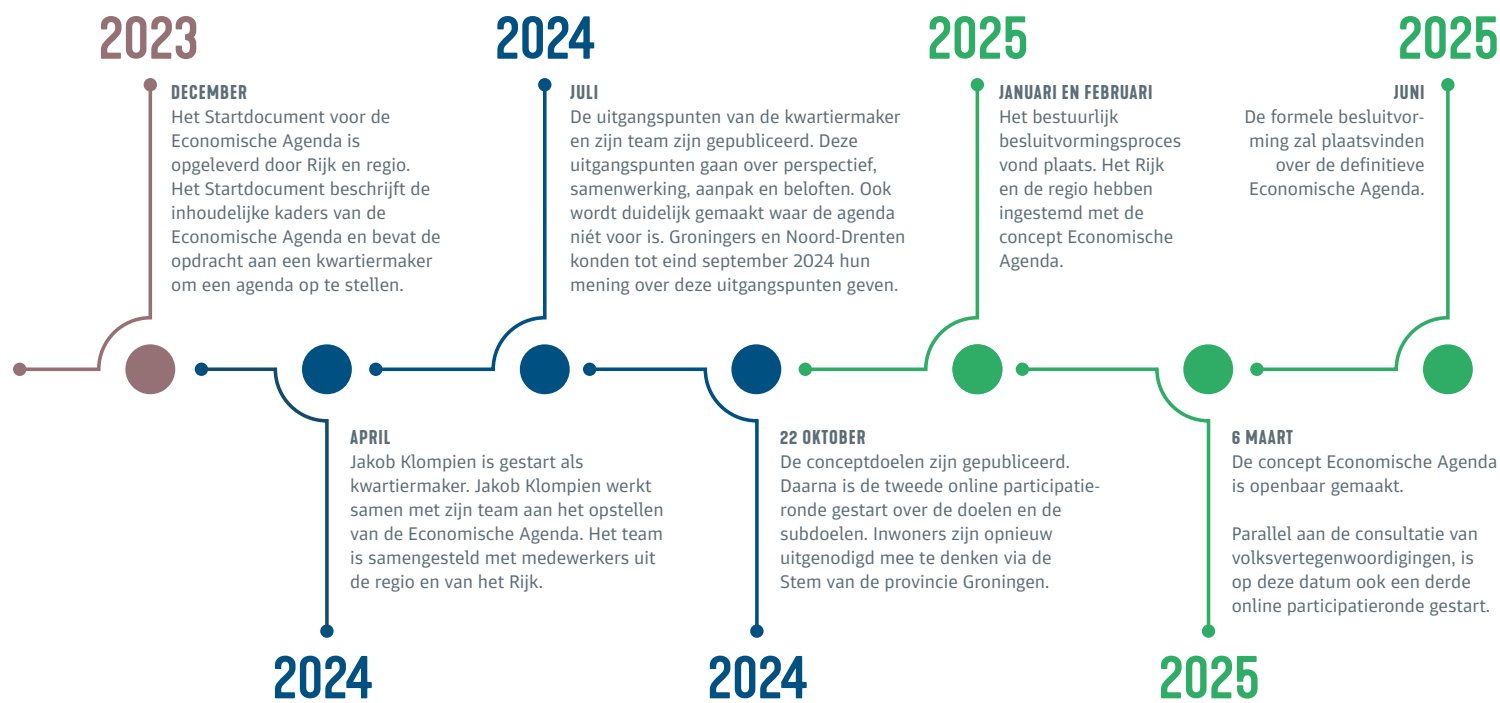 2023
DECEMBER
Het Startdocument voor de
Economische Agenda is
opgeleverd door Rijk en regio.
Het Startdocument beschrijft de
inhoudelijke kaders van de
Economische Agenda en bevat de
opdracht aan een kwartiermaker
om een agenda op te stellen.
APRIL
Jakob Klompien is gestart als
kwartiermaker. Jakob Klompien werkt
samen met zijn team aan het opstellen
van de Economische Agenda. Het team
is samengesteld met medewerkers uit
de regio en van het Rijk.
2024
2024
JULI
De uitgangspunten van de kwartiermaker
en zijn team zijn gepubliceerd. Deze
uitgangspunten gaan over perspectief,
samenwerking, aanpak en beloften. Ook
wordt duidelijk gemaakt waar de agenda
niét voor is. Groningers en Noord-Drenten
konden tot eind september 2024 hun
mening over deze uitgangspunten geven.
22 OKTOBER
De conceptdoelen zijn gepubliceerd.
Daarna is de tweede online participatie-
ronde gestart over de doelen en de
subdoelen. Inwoners zijn opnieuw
uitgenodigd mee te denken via de
Stem van de provincie Groningen.
2024
2025
JANUARI EN FEBRUARI
Het bestuurlijk
besluitvormingsproces
vond plaats. Het Rijk
en de regio hebben
ingestemd met de
concept Economische
Agenda.
6 MAART
De concept Economische Agenda
is openbaar gemaakt.
Parallel aan de consultatie van
volksvertegenwoordigingen, is
op deze datum ook een derde
online participatieronde gestart.
2025
2025
JUNI
De formele besluitvor-
ming zal plaatsvinden
over de definitieve
Economische Agenda.